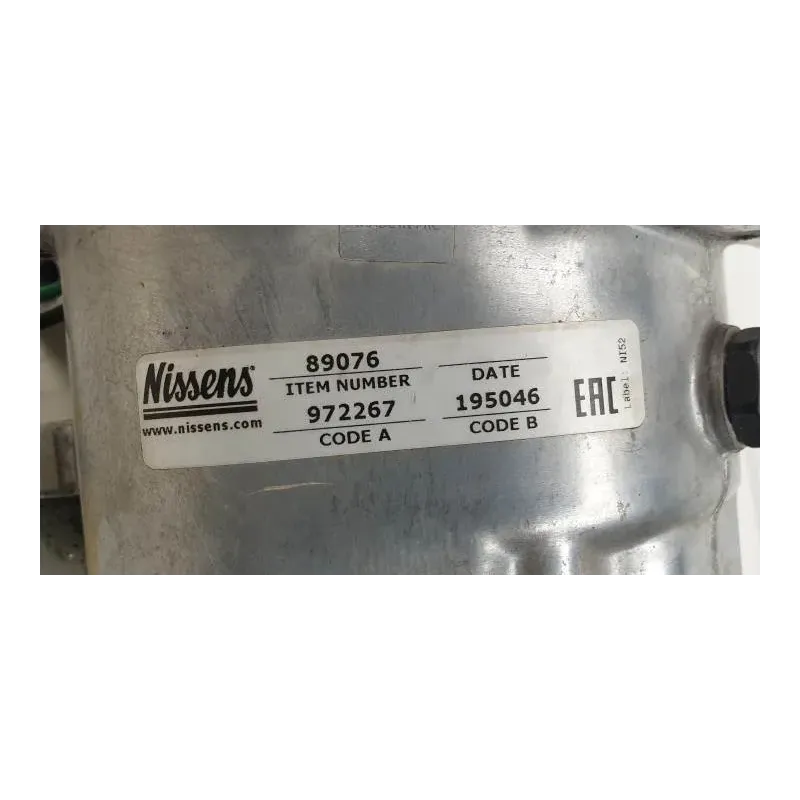 Nissens
www.nissens.com
89076
ITEM NUMBER
972267
CODE A
DATE
195046
CODE B
EAC
Label: NI52